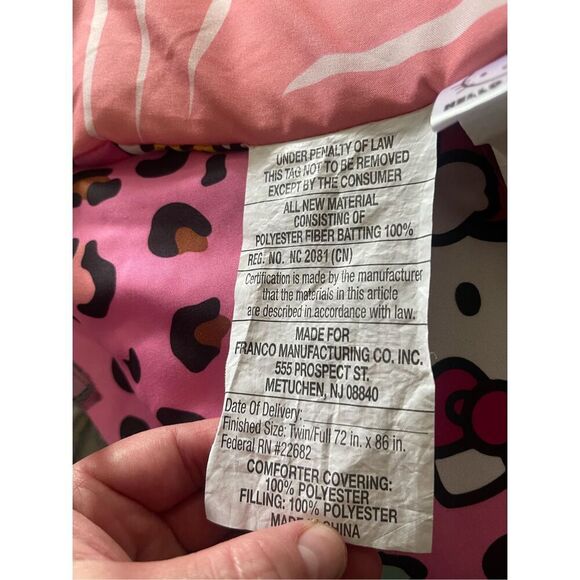 HELLO
UNDER PENALTY OF LAW
THIS TAG NOT TO BE REMOVED
EXCEPT BY THE CONSUMER
ALL NEW MATERIAL
CONSISTING OF
POLYESTER FIBER BATTING 100%
REG. NO. NC 2081 (CN)
Certification is made by the manufacturer
that the materials in this article
are described in accordance with law.
MADE FOR
FRANCO MANUFACTURING CO. INC.
555 PROSPECT ST.
METUCHEN, NJ 08840
Date Of Delivery:
Finished Size: Twin/Full 72 in. x 86 in.
Federal RN #22682
COMFORTER COVERING:
100% POLYESTER
FILLING: 100% POLYESTER
MADE IN CHINA